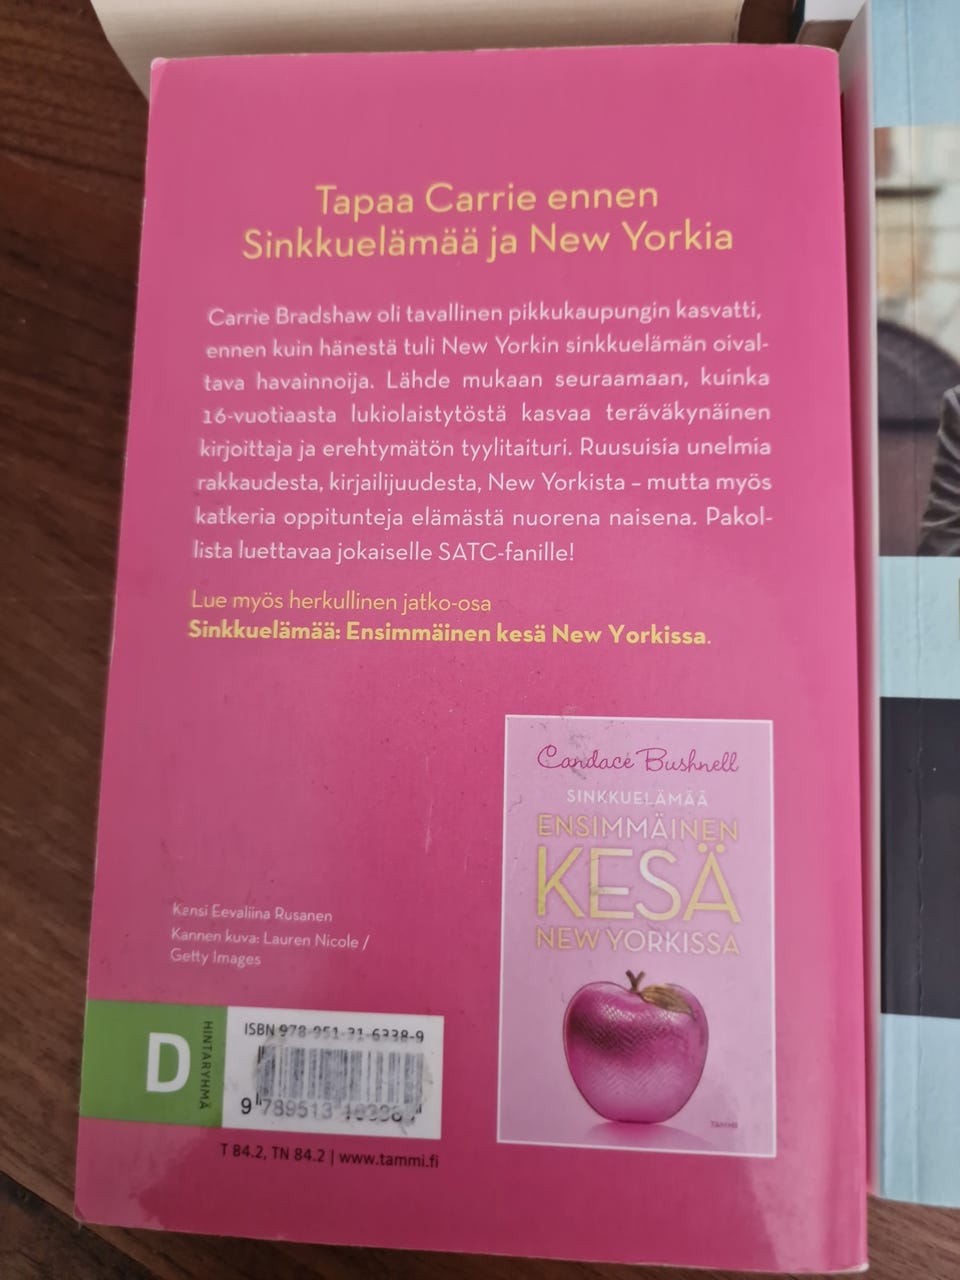 Tapaa Carrie ennen
Sinkkuelämää ja New Yorkia
Carrie Bradshaw oli tavallinen pikkukaupungin kasvatti,
ennen kuin hänestä tuli New Yorkin sinkkuelämän oival-
tava havainnoija. Lähde mukaan seuraamaan, kuinka
16-vuotiaasta lukiolaistytöstä kasvaa teräväkynäinen
kirjoittaja ja erehtymätön tyylitaituri. Ruusuisia unelmia
rakkaudesta, kirjailijuudesta, New Yorkista – mutta myös
katkeria oppitunteja elämästä nuorena naisena. Pakol-
lista luettavaa jokaiselle SATC-fanille!
Lue myös herkullinen jatko-osa
Sinkkuelämää: Ensimmäinen kesä New Yorkissa.
Candace Bushnell
SINKKUELÄMÄÄ
ENSIMMÄINEN
KESÄ
NEW YORKISSA
TAMMI
Kansi Eevaliina Rusanen
Kannen kuva: Lauren Nicole /
Getty Images
D
HINTARYHMÄ
ISBN 978-951-31-6338-9
9 789513
T 84.2, TN 84.2 | www.tammi.fi